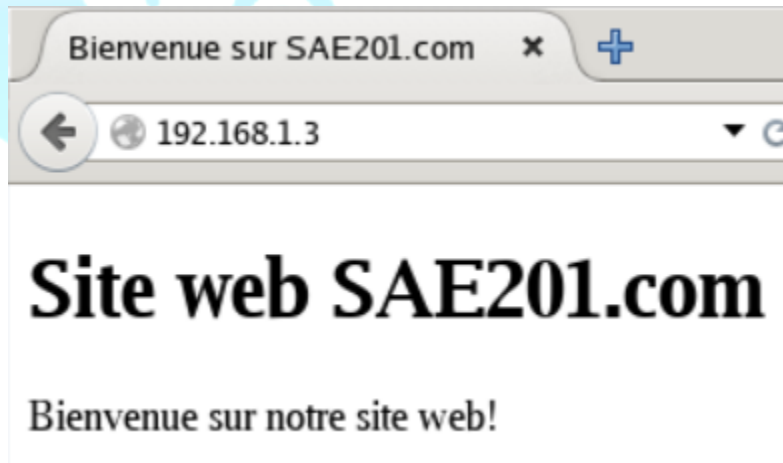 Bienvenue sur SAE201.com
192.168.1.3
Site web SAE201.com
Bienvenue sur notre site web!